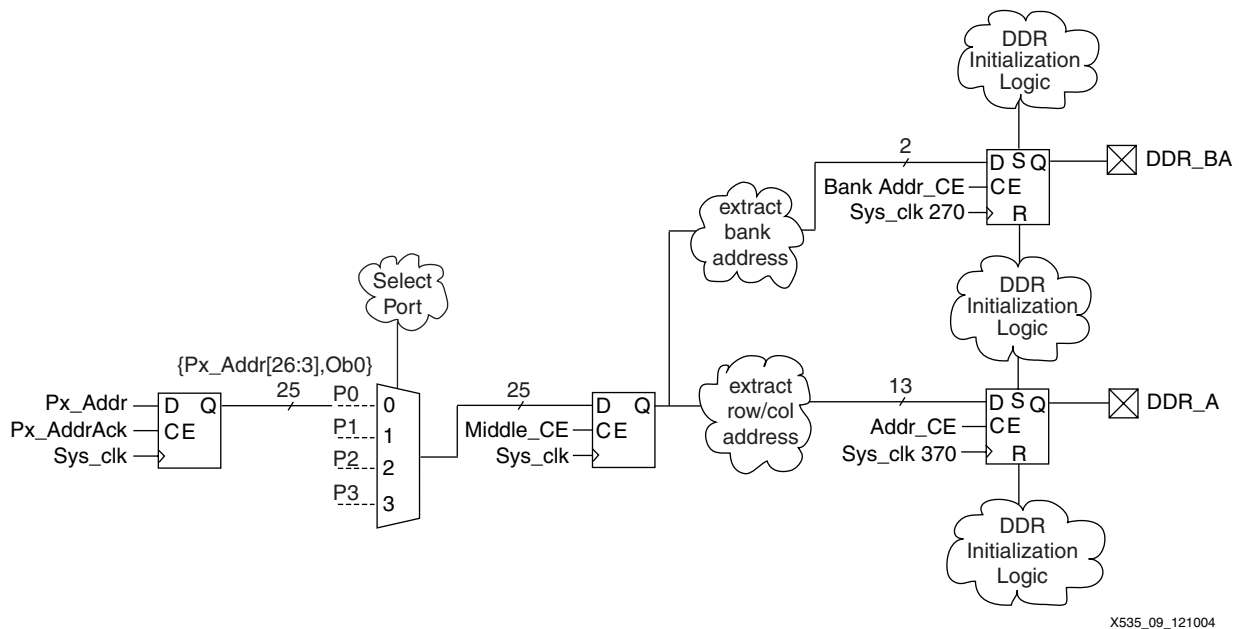 DDR
Initialization
Logic
2
D S Q
DDR_BA
Bank Addr_CE
CE
Sys_clk 270
R
extract
bank
address
Select
Port
DDR
Initialization
Logic
{Px_Addr[26:3],Ob0}
25
P0
0
P1
1
P2
2
P3
3
Px_Addr
D Q
Px_AddrAck
CE
Sys_clk
25
D Q
Middle_CE
CE
Sys_clk
extract
row/col
address
13
D S Q
DDR_A
Addr_CE
CE
Sys_clk 370
R
DDR
Initialization
Logic
X535_09_121004